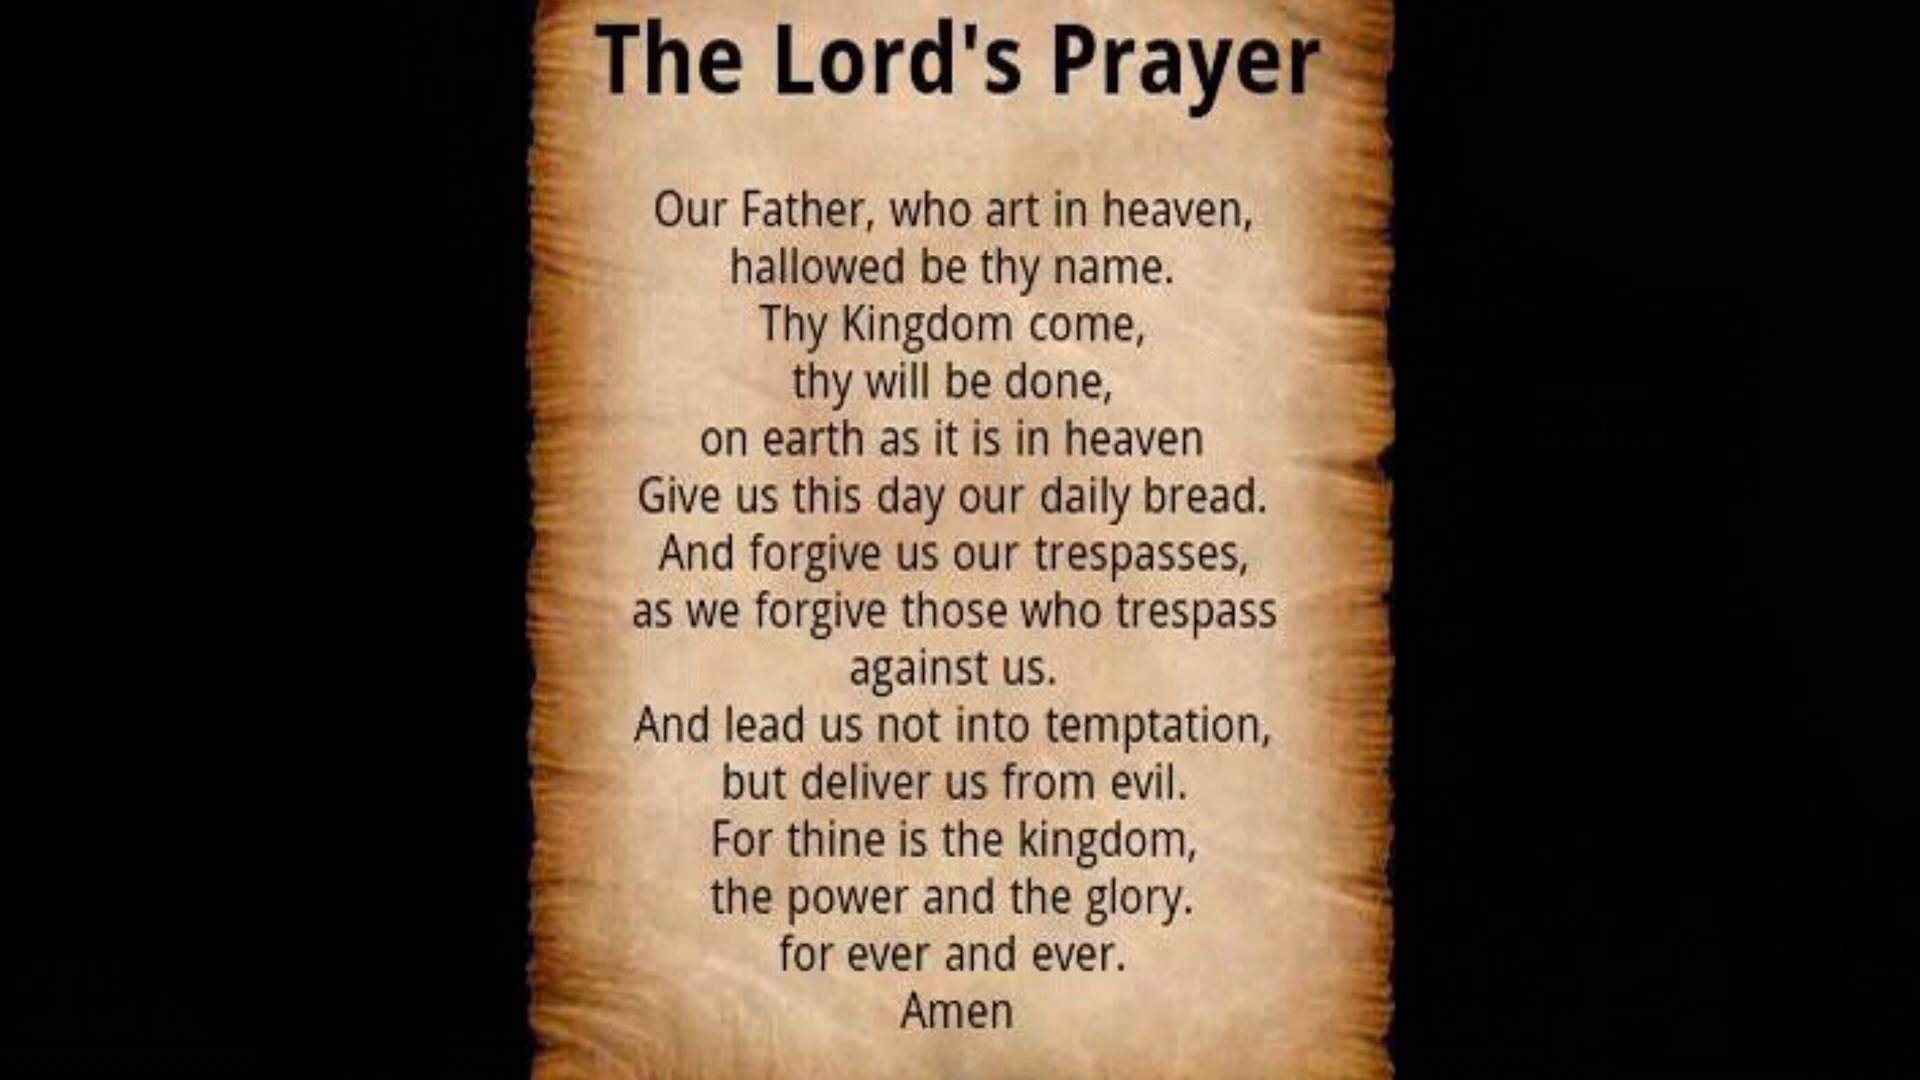 The Lord's Prayer
Our Father, who art in heaven,
hallowed be thy name.
Thy Kingdom come,
thy will be done,
on earth as it is in heaven
Give us this day our daily bread.
And forgive us our trespasses,
as we forgive those who trespass
against us.
And lead us not into temptation,
but deliver us from evil.
For thine is the kingdom,
the power and the glory.
for ever and ever.
Amen